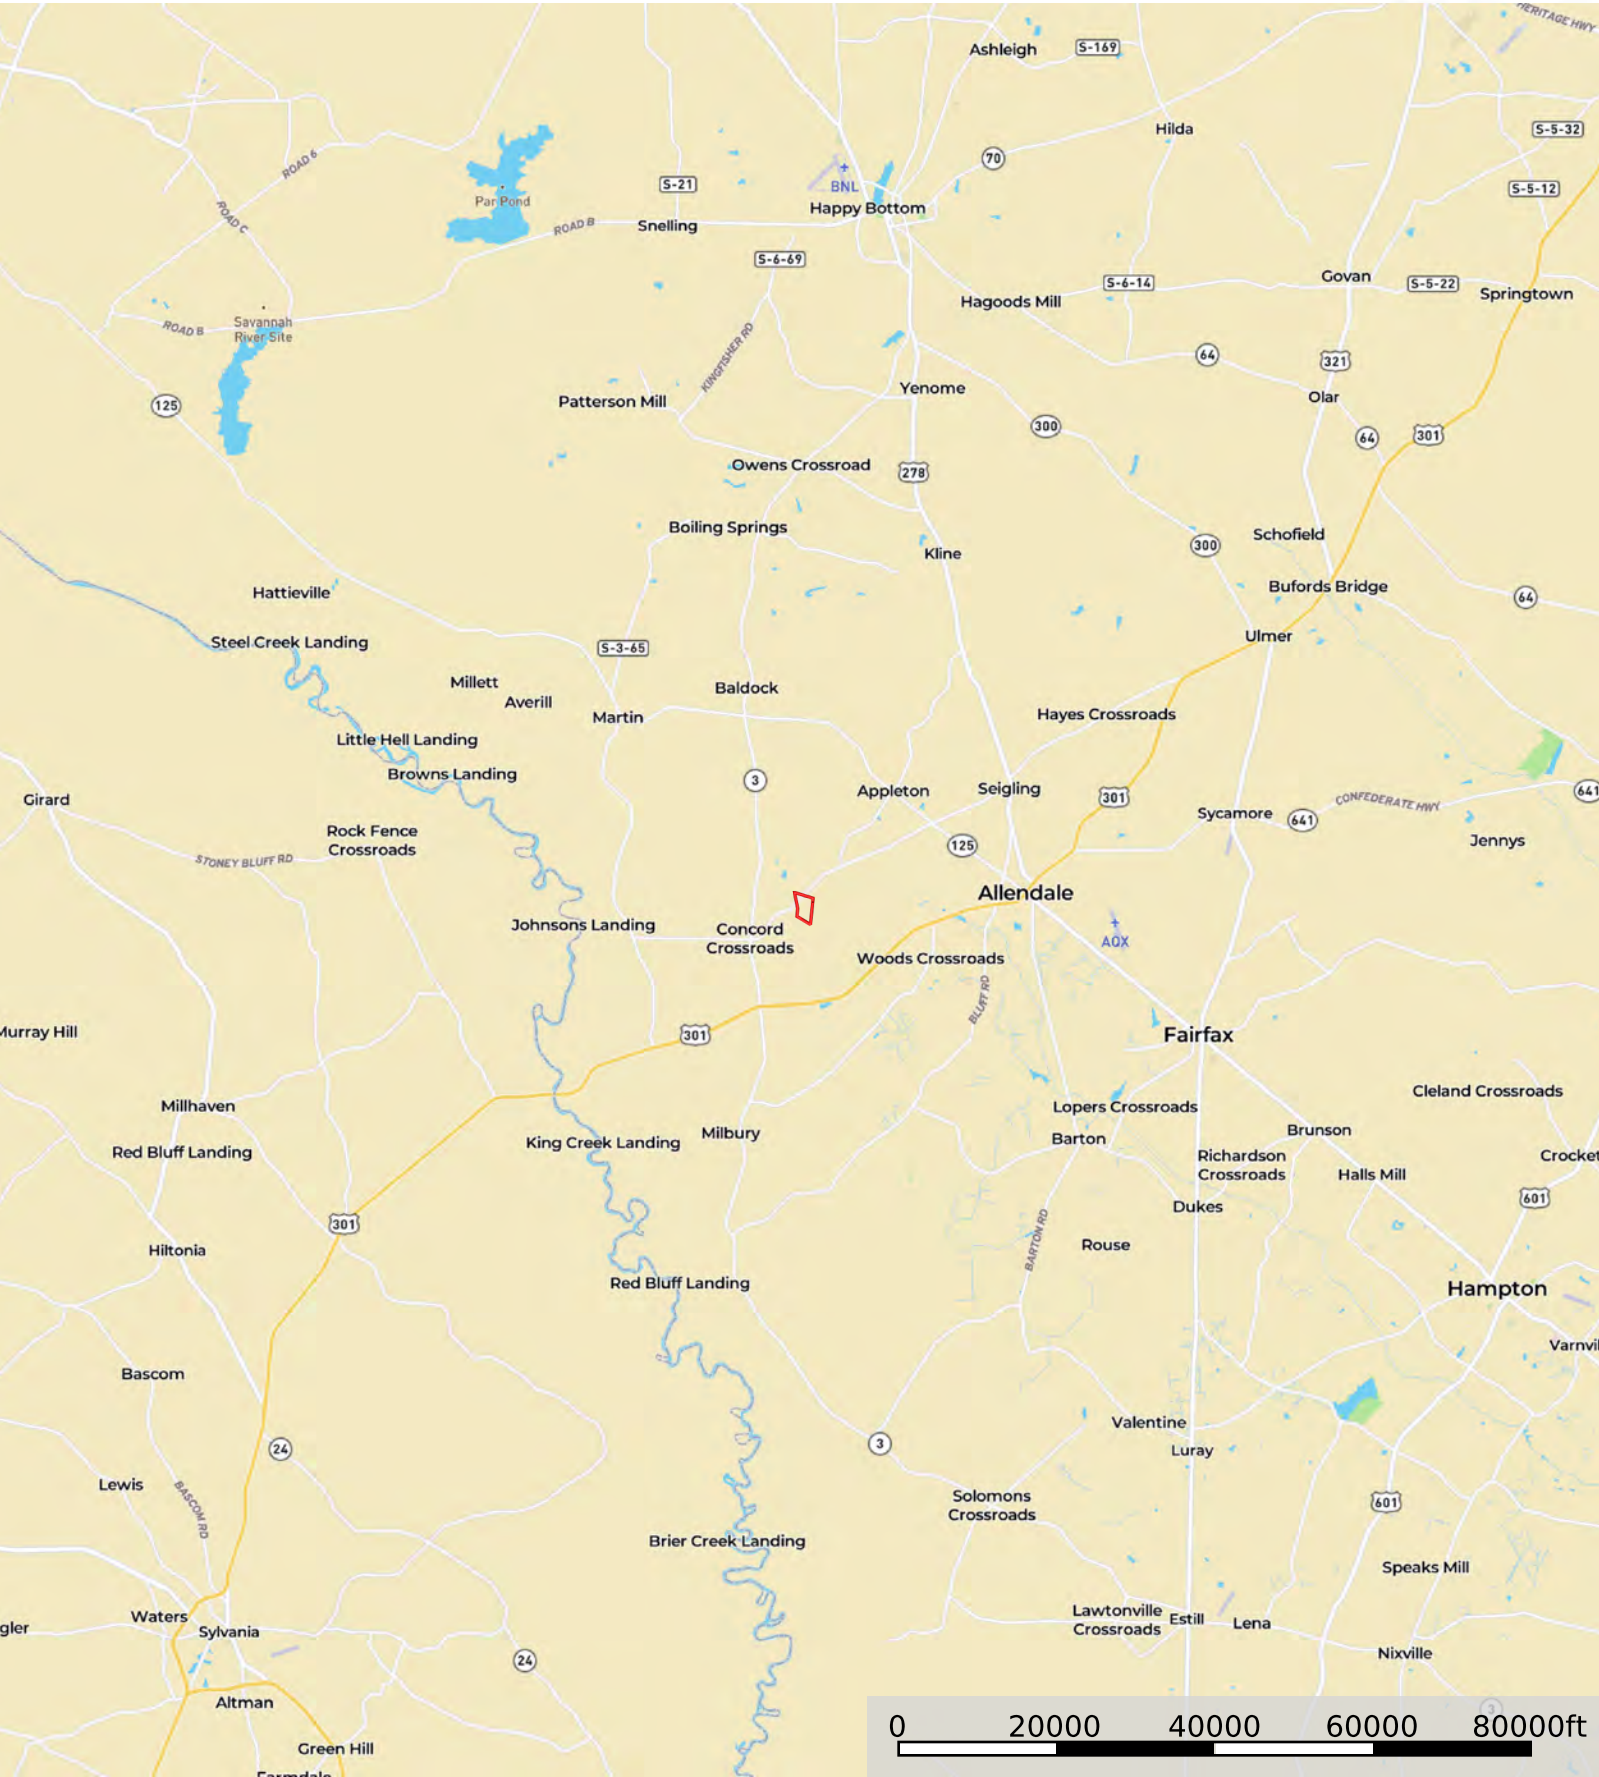 HERITAGE HWY
Ashleigh
S-169
Hilda
S-5-32
ROAD 6
70
S-21
BNL
S-5-12
Par Pond
ROAD C
Happy Bottom
ROAD B
Snelling
S-6-69
Govan
S-6-14
S-5-22
Springtown
Hagoods Mill
Savannah
River Site
ROAD B
KINGFISHER RD
64
321
Yenome
Olar
125
Patterson Mill
300
64
301
Owens Crossroad
278
Boiling Springs
Schofield
300
Kline
Bufords Bridge
Hattieville
64
Ulmer
Steel Creek Landing
S-3-65
Millett
Baldock
Averill
Martin
Hayes Crossroads
Little Hell Landing
Browns Landing
3
Appleton
Seigling
641
Girard
301
CONFEDERATE HWY
Sycamore
641
Rock Fence
Crossroads
Jennys
125
STONEY BLUFF RD
Allendale
Johnsons Landing
Concord
Crossroads
AQX
Woods Crossroads
BLUFF RD
Murray Hill
301
Fairfax
Cleland Crossroads
Millhaven
Lopers Crossroads
Milbury
Brunson
King Creek Landing
Barton
Red Bluff Landing
Richardson
Crossroads
Crocket
Halls Mill
601
Dukes
301
BARTON RD
Rouse
Hiltonia
Red Bluff Landing
Hampton
Varnvil
Bascom
Valentine
24
3
Luray
Lewis
BASCOM RD
Solomons
Crossroads
601
Brier Creek Landing
Speaks Mill
Waters
Lawtonville
Crossroads
Estill
Lena
gler
Sylvania
Nixville
24
Altman
3
0 20000 40000 60000 80000ft
Green Hill
Farmdale